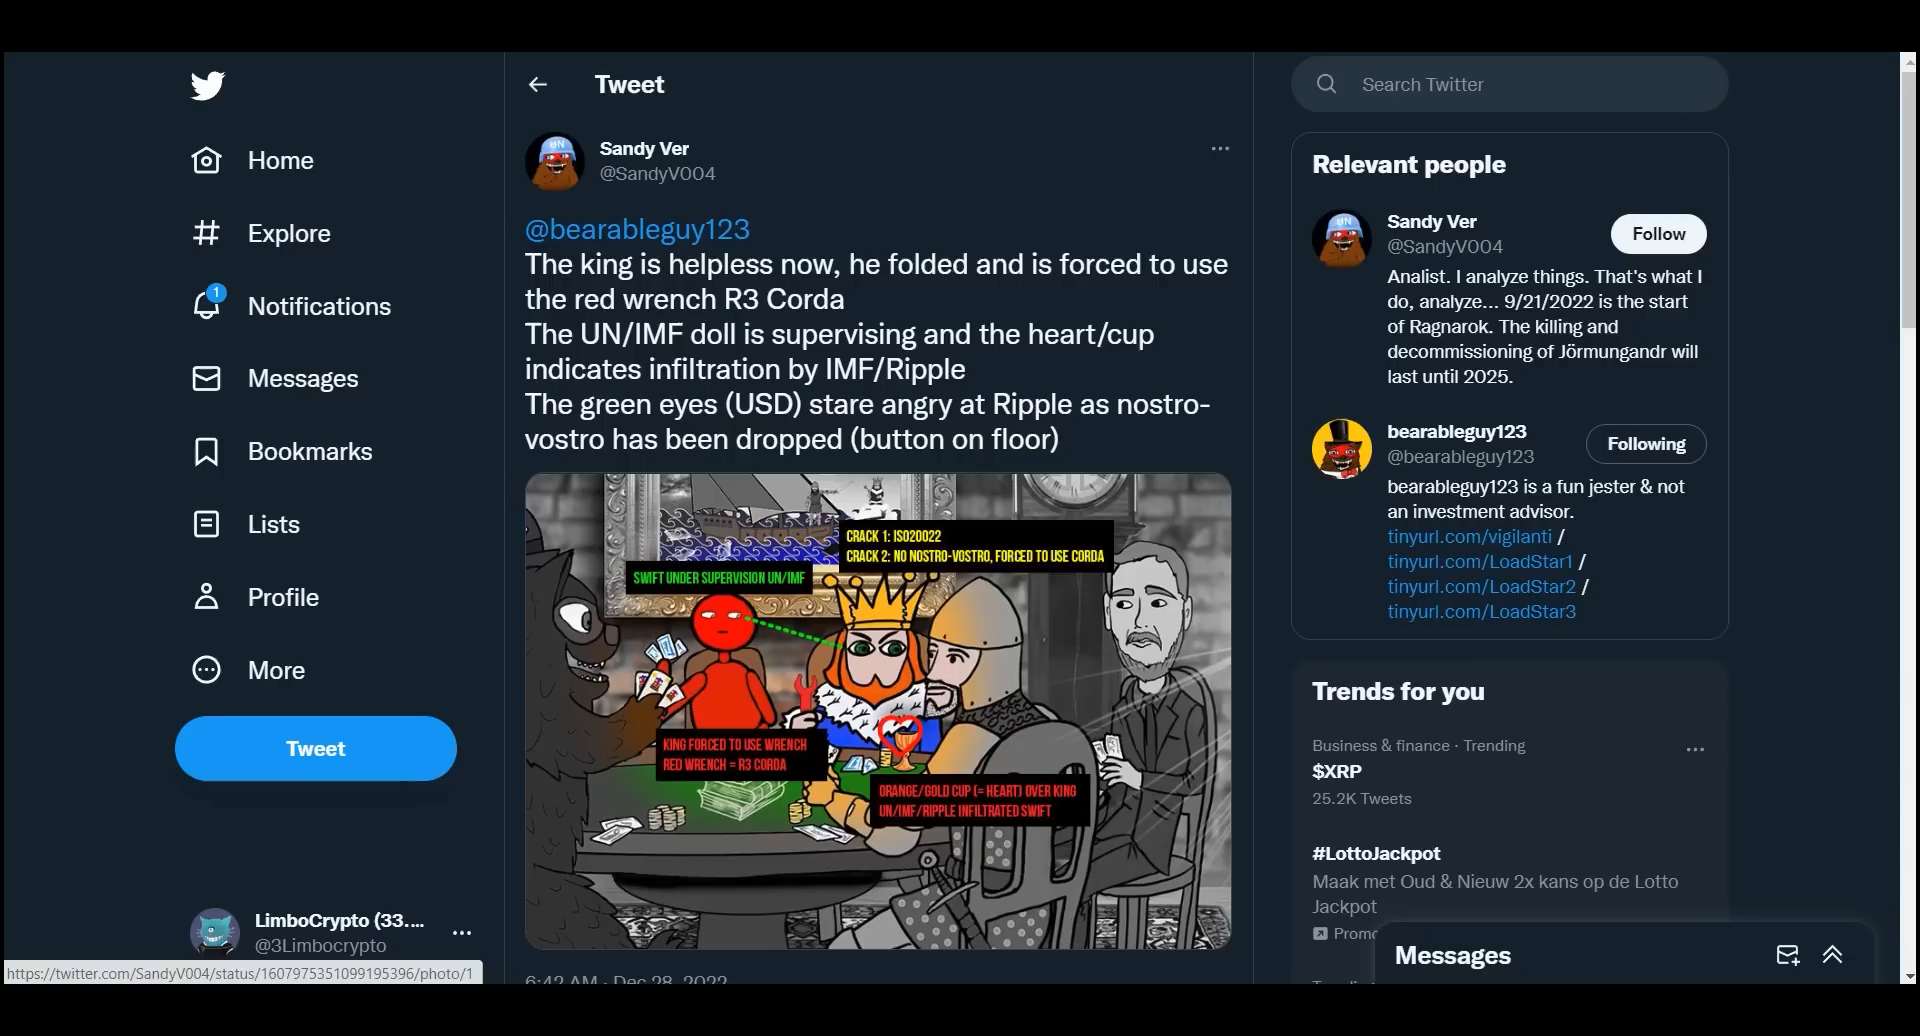 Home
Explore
1
Notifications
Messages
Bookmarks
Lists
Profile
More
Tweet
LimboCrypto (33....
@3Limbocrypto
https://twitter.com/SandyV004/status/1607975351099195396/photo/1
Tweet
UN
Sandy Ver
@SandyV004
@bearableguy123
The king is helpless now, he folded and is forced to use
the red wrench R3 Corda
The UN/IMF doll is supervising and the heart/cup
indicates infiltration by IMF/Ripple
The green eyes (USD) stare angry at Ripple as nostro-
vostro has been dropped (button on floor)
CRACK 1: ISO20022
CRACK 2: NO NOSTRO-VOSTRO, FORCED TO USE CORDA
SWIFT UNDER SUPERVISION UN/IMF
KING FORCED TO USE WRENCH
RED WRENCH = R3 CORDA
ORANGE/GOLD CUP (= HEART) OVER KING
UN/IMF/RIPPLE INFILTRATED SWIFT
6:42 AM · Dec 28, 2022
Search Twitter
Relevant people
UN
Sandy Ver
@SandyV004
Follow
Analist. I analyze things. That's what I
do, analyze... 9/21/2022 is the start
of Ragnarok. The killing and
decommissioning of Jörmungandr will
last until 2025.
bearableguy123
@bearableguy123
Following
bearableguy123 is a fun jester & not
an investment advisor.
tinyurl.com/vigilanti /
tinyurl.com/LoadStar1 /
tinyurl.com/LoadStar2 /
tinyurl.com/LoadStar3
Trends for you
Business & finance · Trending
$XRP
25.2K Tweets
#LottoJackpot
Maak met Oud & Nieuw 2x kans op de Lotto
Jackpot
Messages